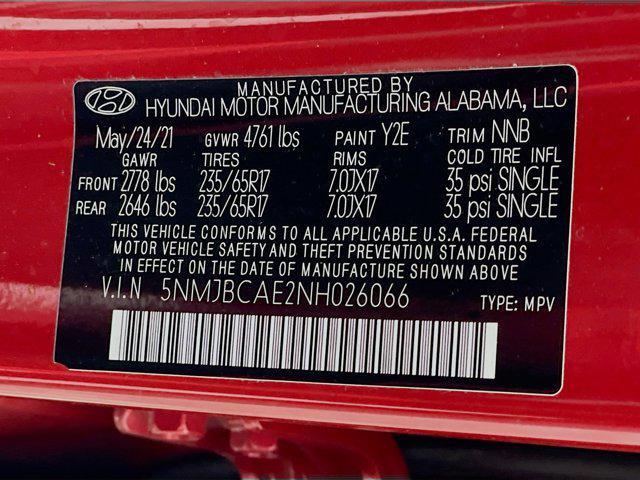 MANUFACTURED BY
HYUNDAI MOTOR MANUFACTURING ALABAMA, LLC
May/24/21 GVWR 4761 lbs PAINT Y2E TRIM NNB
GAWR TIRES RIMS COLD TIRE INFL
FRONT 2778 lbs 235/65R17 7.0JX17 35 psi SINGLE
REAR 2646 lbs 235/65R17 7.0JX17 35 psi SINGLE
THIS VEHICLE CONFORMS TO ALL APPLICABLE U.S.A. FEDERAL
MOTOR VEHICLE SAFETY AND THEFT PREVENTION STANDARDS
IN EFFECT ON THE DATE OF MANUFACTURE SHOWN ABOVE
V.I.N 5NMJBCAE2NH026066 TYPE: MPV